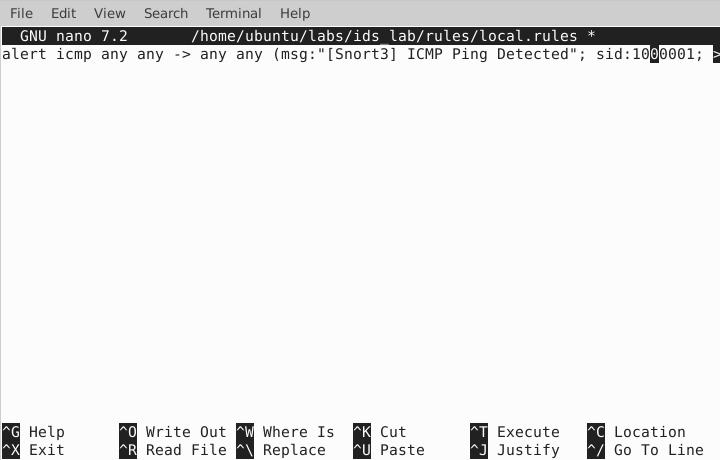 File Edit View Search Terminal Help
GNU nano 7.2 /home/ubuntu/labs/ids_lab/rules/local.rules *
alert icmp any any -> any any (msg:"[Snort3] ICMP Ping Detected"; sid:1000001; >
^G Help ^O Write Out ^W Where Is ^K Cut ^T Execute ^C Location
^X Exit ^R Read File ^\ Replace ^U Paste ^J Justify ^/ Go To Line